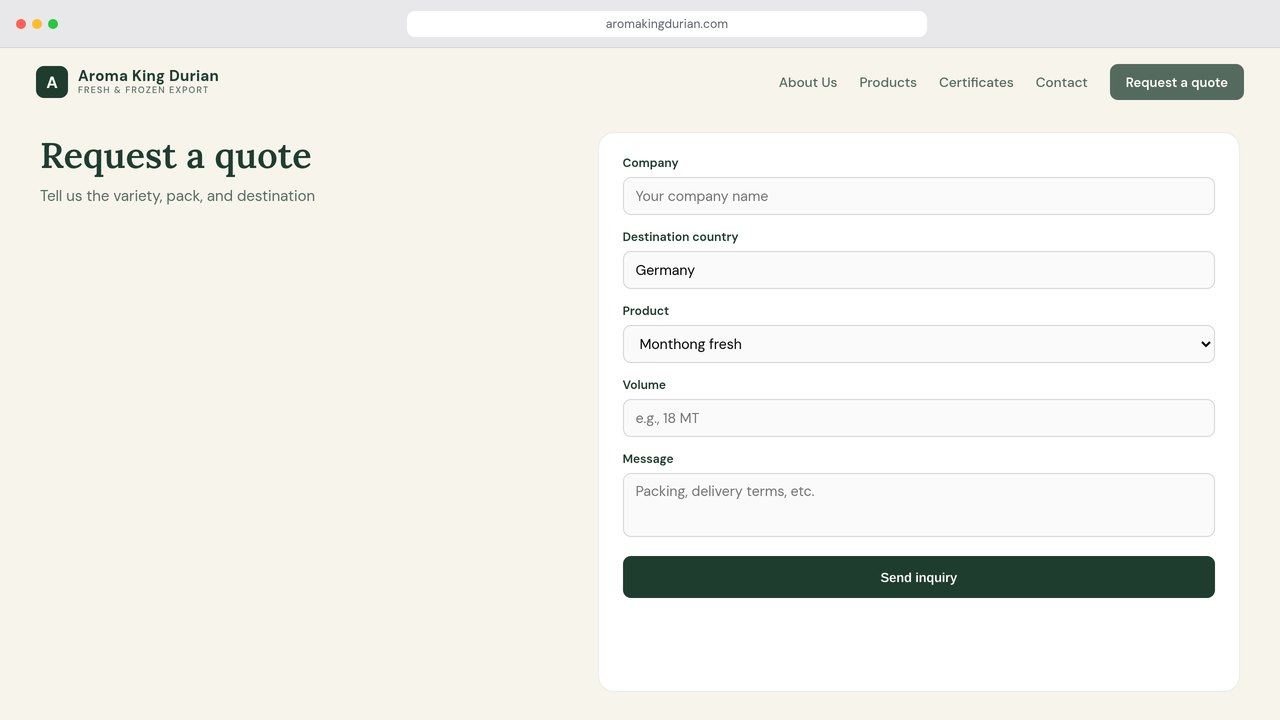 aromakingdurian.com
A
Aroma King Durian
FRESH & FROZEN EXPORT
About Us
Products
Certificates
Contact
Request a quote
Request a quote
Tell us the variety, pack, and destination
Company
Your company name
Destination country
Germany
Product
Monthong fresh
Volume
e.g., 18 MT
Message
Packing, delivery terms, etc.
Send inquiry